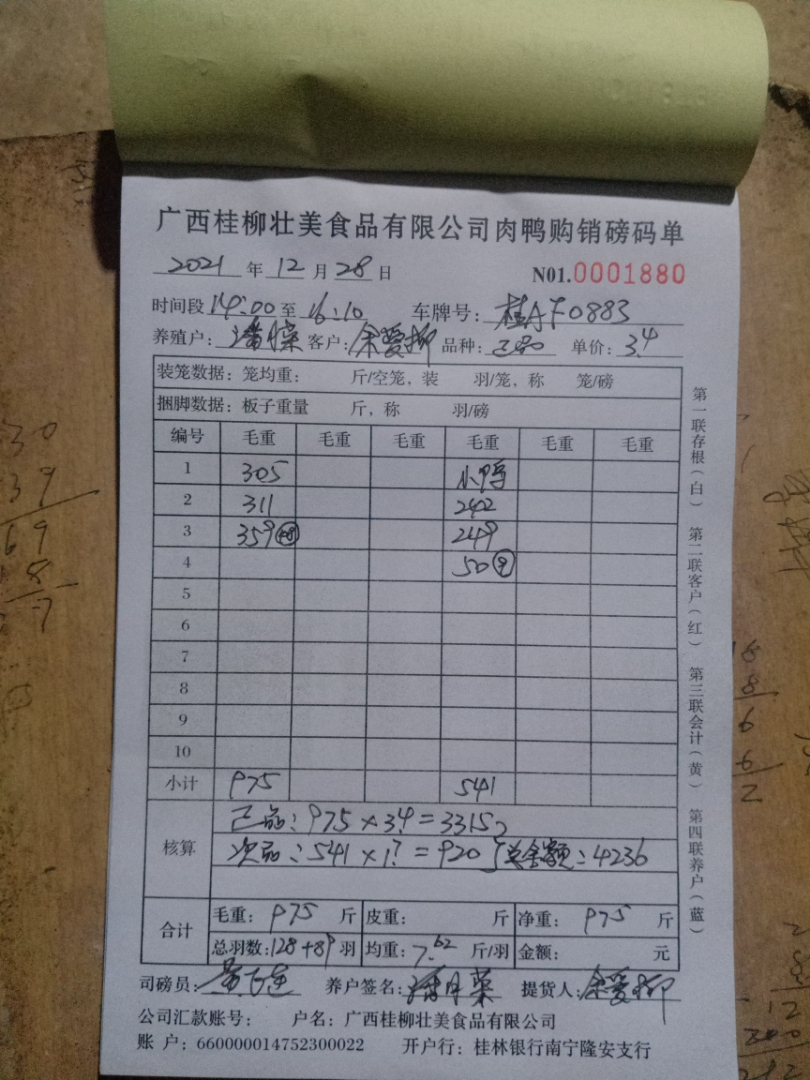 广西桂柳壮美食品有限公司肉鸭购销磅码单
2021 年 12 月 28 日 N01.0001880
时间段 14:00 至 16:10 车牌号: 桂AF0883
养殖户: 潘 客户: 余爱柳 品种: 正品 单价: 3.4
装笼数据: 笼均重: 斤/空笼, 装 羽/笼, 称 笼/磅
捆脚数据: 板子重量 斤, 称 羽/磅
编号 毛重 毛重 毛重 毛重 毛重 毛重
1 305 小鸭
2 311 242
3 359 249
4 50
5
6
7
8
9
10
小计 975 541
核算
正品: 975 × 3.4 = 3315
次品: 541 × 1.7 = 920 总金额: 4236
合计
毛重: 975 斤 皮重: 斤 净重: 975 斤
总羽数: 128+89 羽 均重: 7.62 斤/羽 金额: 元
司磅员: 养户签名: 潘月菜 提货人: 余爱柳
公司汇款账号: 户名: 广西桂柳壮美食品有限公司
账 户: 660000014752300022 开户行: 桂林银行南宁隆安支行
第一联存根(白) 第二联客户(红) 第三联会计(黄) 第四联养户(蓝)
30
39
69
8